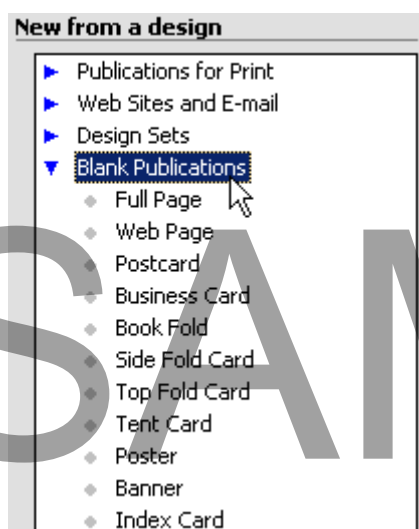 New from a design
Publications for Print
Web Sites and E-mail
Design Sets
Blank Publications
Full Page
Web Page
Postcard
Business Card
Book Fold
Side Fold Card
Top Fold Card
Tent Card
Poster
Banner
Index Card